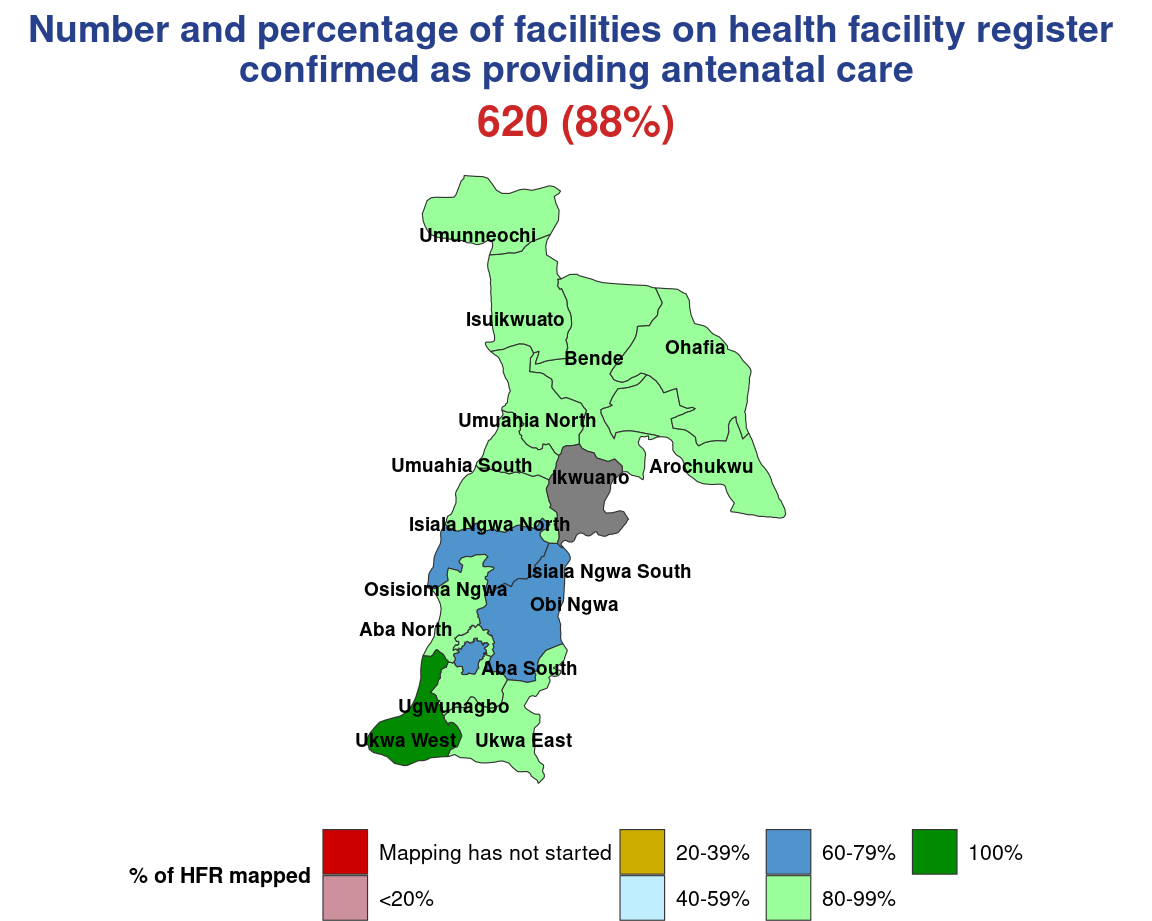 Number and percentage of facilities on health facility register
confirmed as providing antenatal care
620 (88%)
Umunneochi
Isuikwuato
Ohafia
Bende
Umuahia North
Umuahia South
Arochukwu
Ikwuano
Isiala Ngwa North
Isiala Ngwa South
Osisioma Ngwa
Obi Ngwa
Aba North
Aba South
Ugwunagbo
Ukwa West
Ukwa East
% of HFR mapped
Mapping has not started
<20%
20-39%
40-59%
60-79%
80-99%
100%